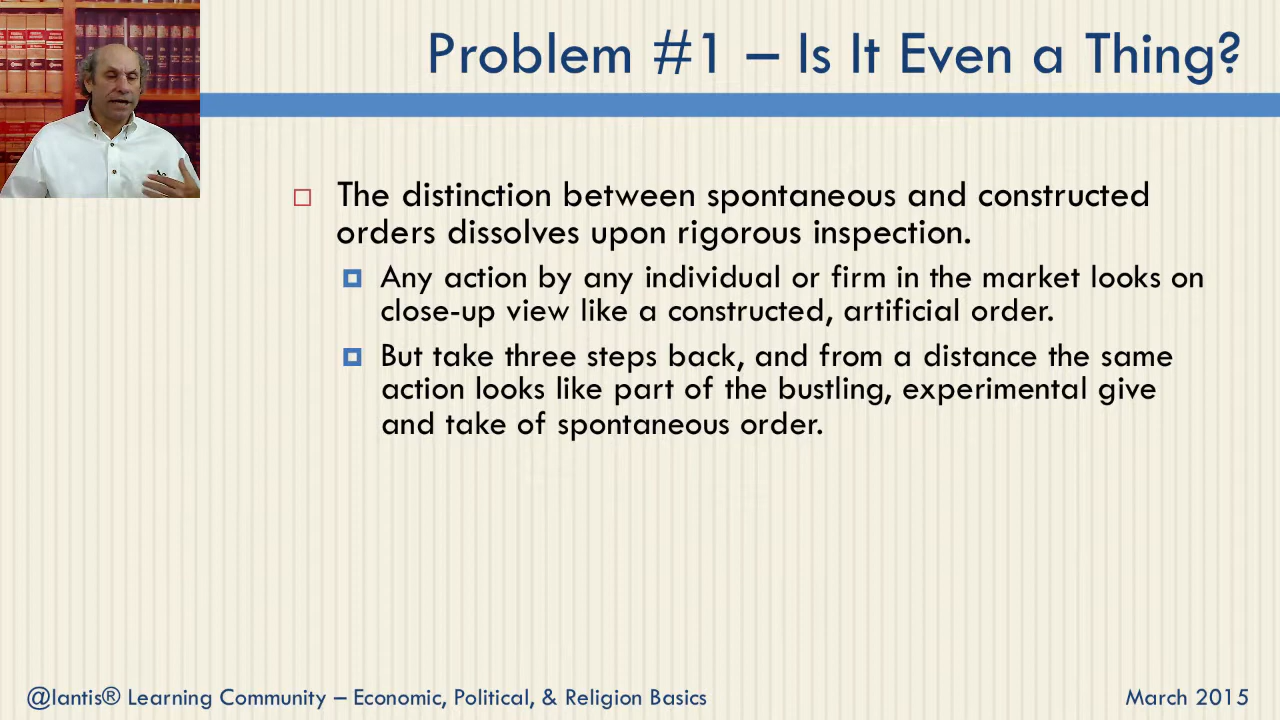 Problem #1 – Is It Even a Thing?
The distinction between spontaneous and constructed
orders dissolves upon rigorous inspection.
Any action by any individual or firm in the market looks on
close-up view like a constructed, artificial order.
But take three steps back, and from a distance the same
action looks like part of the bustling, experimental give
and take of spontaneous order.
@lantis® Learning Community – Economic, Political, & Religion Basics
March 2015